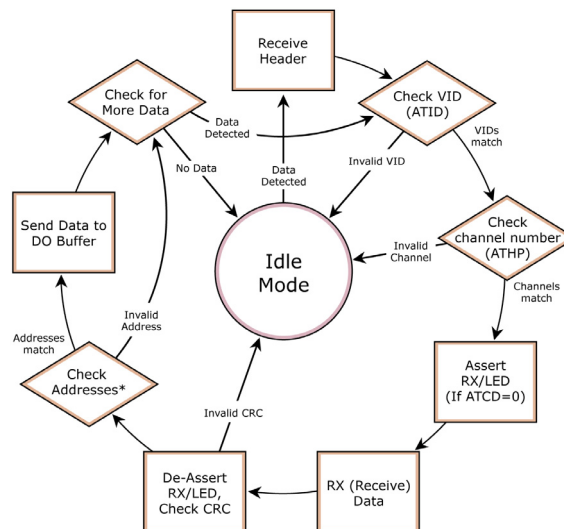 Receive
Header
Check for
More Data
Check VID
(ATID)
Data
Detected
VIDs
match
No Data
Data
Detected
Invalid VID
Send Data to
DO Buffer
Check
channel number
(ATHP)
Invalid
Channel
Idle
Mode
Channels
match
Invalid
Address
Addresses
match
Check
Addresses*
Assert
RX/LED
(If ATCD=0)
Invalid CRC
De-Assert
RX/LED,
Check CRC
RX (Receive)
Data